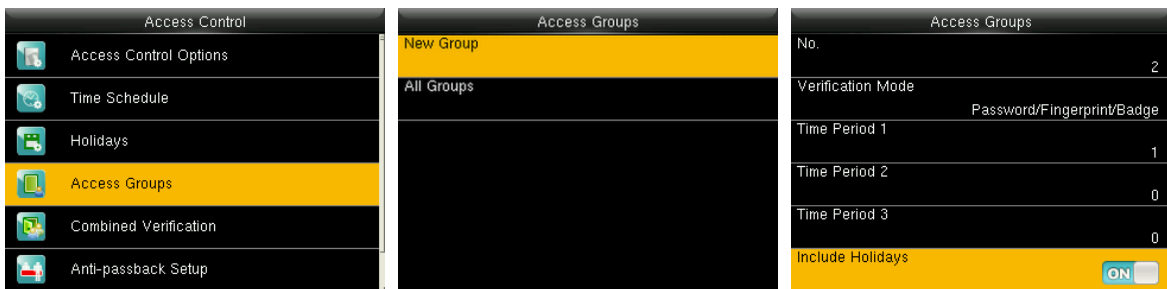 Access Control
Access Control Options
Time Schedule
Holidays
Access Groups
Combined Verification
Anti-passback Setup
Access Groups
New Group
All Groups
Access Groups
No.
2
Verification Mode
Password/Fingerprint/Badge
Time Period 1
1
Time Period 2
0
Time Period 3
0
Include Holidays
ON